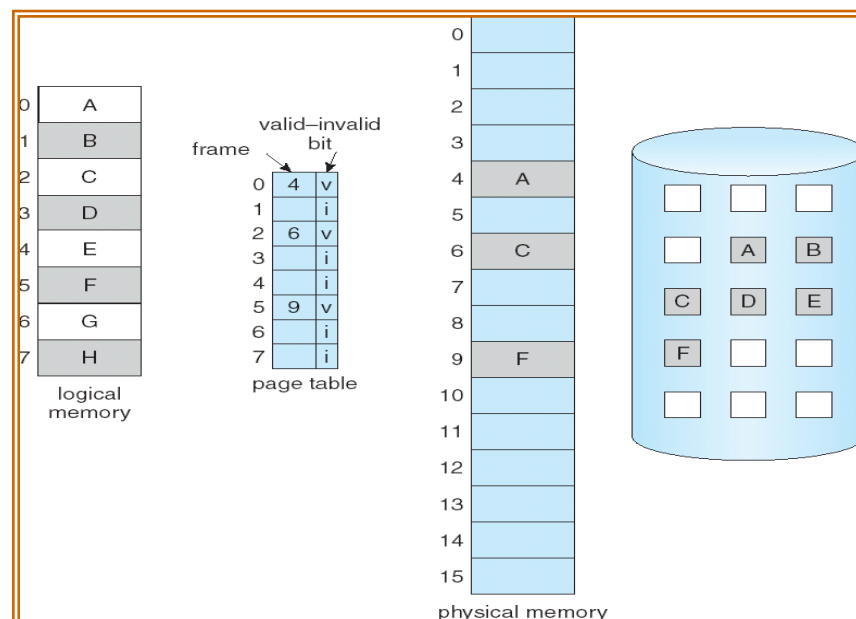 0 A
1 B
2 C
3 D
4 E
5 F
6 G
7 H
logical
memory
valid–invalid
bit
frame
0 4 v
1 i
2 6 v
3 i
4 i
5 9 v
6 i
7 i
page table
0
1
2
3
4 A
5
6 C
7
8
9 F
10
11
12
13
14
15
physical memory
A B
C D E
F